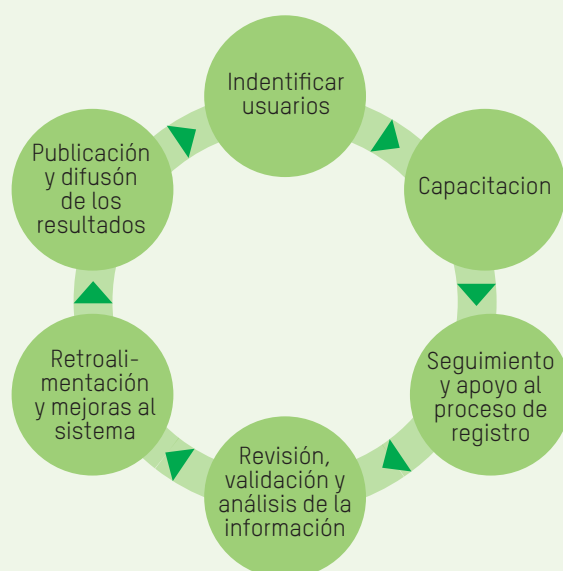 Indentificar
usuarios
Capacitacion
Seguimiento
y apoyo al
proceso de
registro
Revisión,
validación y
análisis de la
información
Retroali-
mentación
y mejoras al
sistema
Publicación
y difusón
de los
resultados